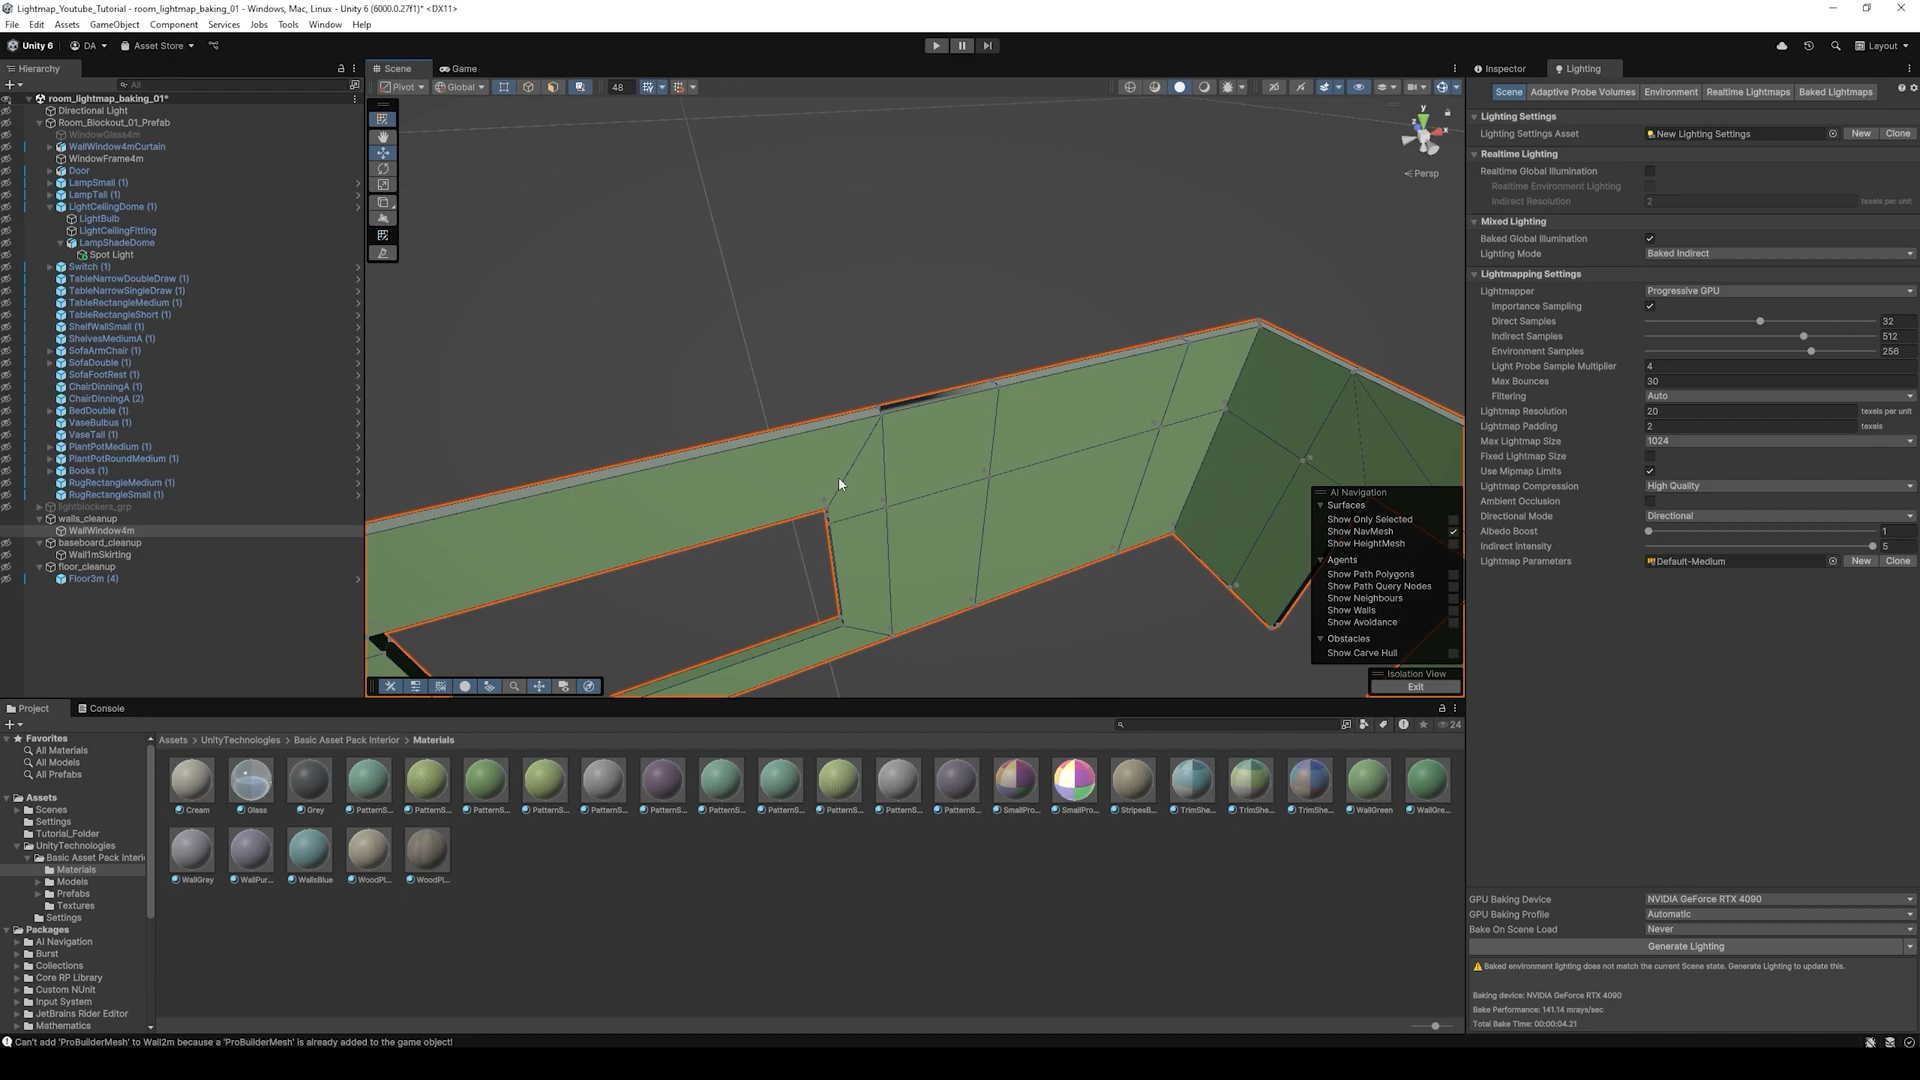 Lightmap_Youtube_Tutorial - room_lightmap_baking_01 - Windows, Mac, Linux - Unity 6 (6000.0.27f1)* <DX11>
File Edit Assets GameObject Component Services Jobs Tools Window Help
Unity 6 DA Asset Store Layout
Hierarchy
All
room_lightmap_baking_01*
Directional Light
Room_Blockout_01_Prefab
WindowGlass4m
WallWindow4mCurtain
WindowFrame4m
Door
LampSmall (1)
LampTall (1)
LightCeilingDome (1)
LightBulb
LightCeilingFitting
LampShadeDome
Spot Light
Switch (1)
TableNarrowDoubleDraw (1)
TableNarrowSingleDraw (1)
TableRectangleMedium (1)
TableRectangleShort (1)
ShelfWallSmall (1)
ShelvesMediumA (1)
SofaArmChair (1)
SofaDouble (1)
SofaFootRest (1)
ChairDinningA (1)
ChairDinningA (2)
BedDouble (1)
VaseBulbus (1)
VaseTall (1)
PlantPotMedium (1)
PlantPotRoundMedium (1)
Books (1)
RugRectangleMedium (1)
RugRectangleSmall (1)
lightblockers_grp
walls_cleanup
WallWindow4m
baseboard_cleanup
Wall1mSkirting
floor_cleanup
Floor3m (4)
Scene Game
Pivot Global 48
y
x
z
Persp
AI Navigation
Surfaces
Show Only Selected
Show NavMesh
Show HeightMesh
Agents
Show Path Polygons
Show Path Query Nodes
Show Neighbours
Show Walls
Show Avoidance
Obstacles
Show Carve Hull
Isolation View
Exit
Inspector Lighting
Scene Adaptive Probe Volumes Environment Realtime Lightmaps Baked Lightmaps
Lighting Settings
Lighting Settings Asset New Lighting Settings New Clone
Realtime Lighting
Realtime Global Illumination
Realtime Environment Lighting
Indirect Resolution 2 texels per unit
Mixed Lighting
Baked Global Illumination
Lighting Mode Baked Indirect
Lightmapping Settings
Lightmapper Progressive GPU
Importance Sampling
Direct Samples 32
Indirect Samples 512
Environment Samples 256
Light Probe Sample Multiplier 4
Max Bounces 30
Filtering Auto
Lightmap Resolution 20 texels per unit
Lightmap Padding 2 texels
Max Lightmap Size 1024
Fixed Lightmap Size
Use Mipmap Limits
Lightmap Compression High Quality
Ambient Occlusion
Directional Mode Directional
Albedo Boost 1
Indirect Intensity 5
Lightmap Parameters Default-Medium New Clone
GPU Baking Device NVIDIA GeForce RTX 4090
GPU Baking Profile Automatic
Bake On Scene Load Never
Generate Lighting
Baked environment lighting does not match the current Scene state. Generate Lighting to update this.
Baking device: NVIDIA GeForce RTX 4090
Bake Performance: 141.14 mrays/sec
Total Bake Time: 00:00:04.21
Project Console
24
Favorites
All Materials
All Models
All Prefabs
Assets
Scenes
Settings
Tutorial_Folder
UnityTechnologies
Basic Asset Pack Interi
Materials
Models
Prefabs
Textures
Settings
Packages
AI Navigation
Burst
Collections
Core RP Library
Custom NUnit
Input System
JetBrains Rider Editor
Mathematics
Assets > UnityTechnologies > Basic Asset Pack Interior > Materials
Cream Glass Grey PatternS... PatternS... PatternS... PatternS... PatternS... PatternS... PatternS... PatternS... PatternS... PatternS... PatternS... SmallPro... SmallPro... StripesB... TrimShe... TrimShe... TrimShe... WallGreen WallGre...
WallGrey WallPur... WallsBlue WoodPl... WoodPl...
Can't add 'ProBuilderMesh' to Wall2m because a 'ProBuilderMesh' is already added to the game object!